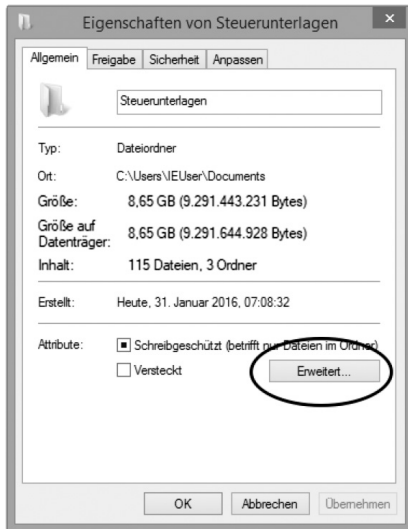 Eigenschaften von Steuerunterlagen
Allgemein Freigabe Sicherheit Anpassen
Steuerunterlagen
Typ: Dateiordner
Ort: C:\Users\IEUser\Documents
Größe: 8,65 GB (9.291.443.231 Bytes)
Größe auf Datenträger: 8,65 GB (9.291.644.928 Bytes)
Inhalt: 115 Dateien, 3 Ordner
Erstellt: Heute, 31. Januar 2016, 07:08:32
Attribute: Schreibgeschützt (betrifft nur Dateien im Ordner)
Versteckt Erweitert...
OK Abbrechen Übernehmen